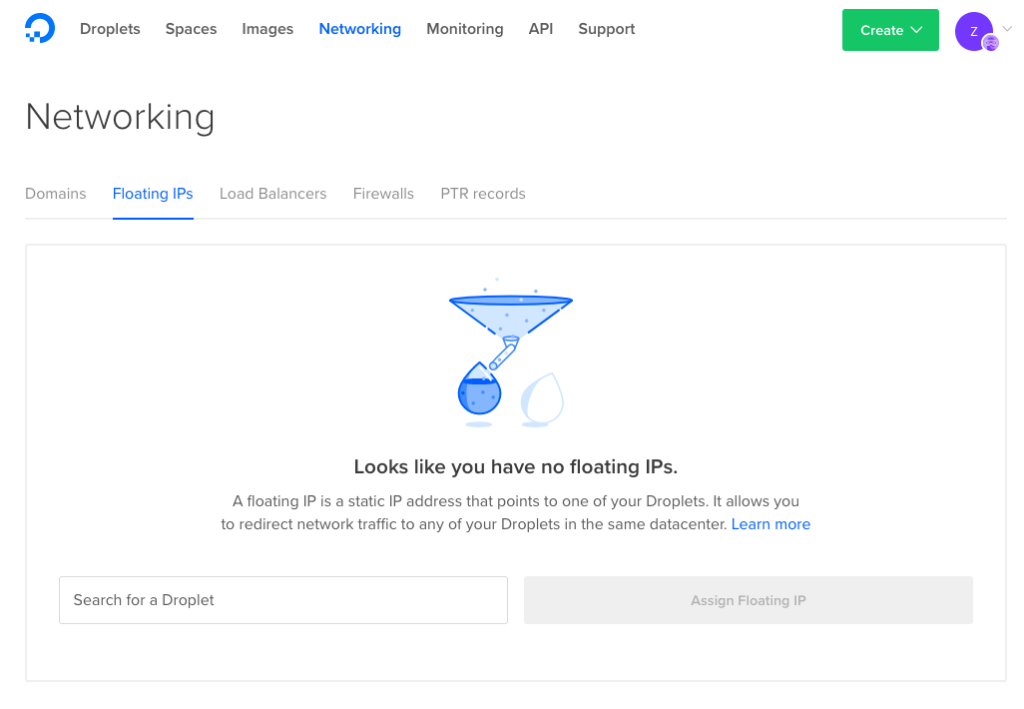 Droplets Spaces Images Networking Monitoring API Support Create Z
Networking
Domains Floating IPs Load Balancers Firewalls PTR records
Looks like you have no floating IPs.
A floating IP is a static IP address that points to one of your Droplets. It allows you
to redirect network traffic to any of your Droplets in the same datacenter. Learn more
Search for a Droplet Assign Floating IP